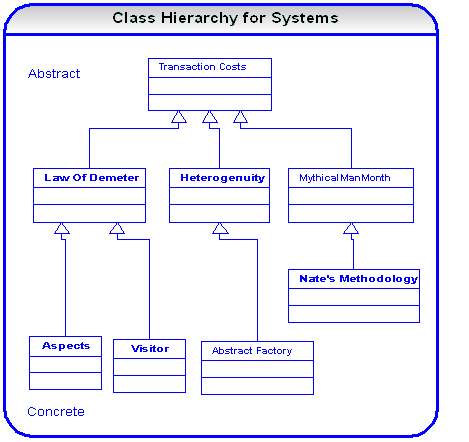 Class Hierarchy for Systems
Abstract
Transaction Costs
Law Of Demeter
Heterogenuity
MythicalManMonth
Nate's Methodology
Aspects
Visitor
Abstract Factory
Concrete